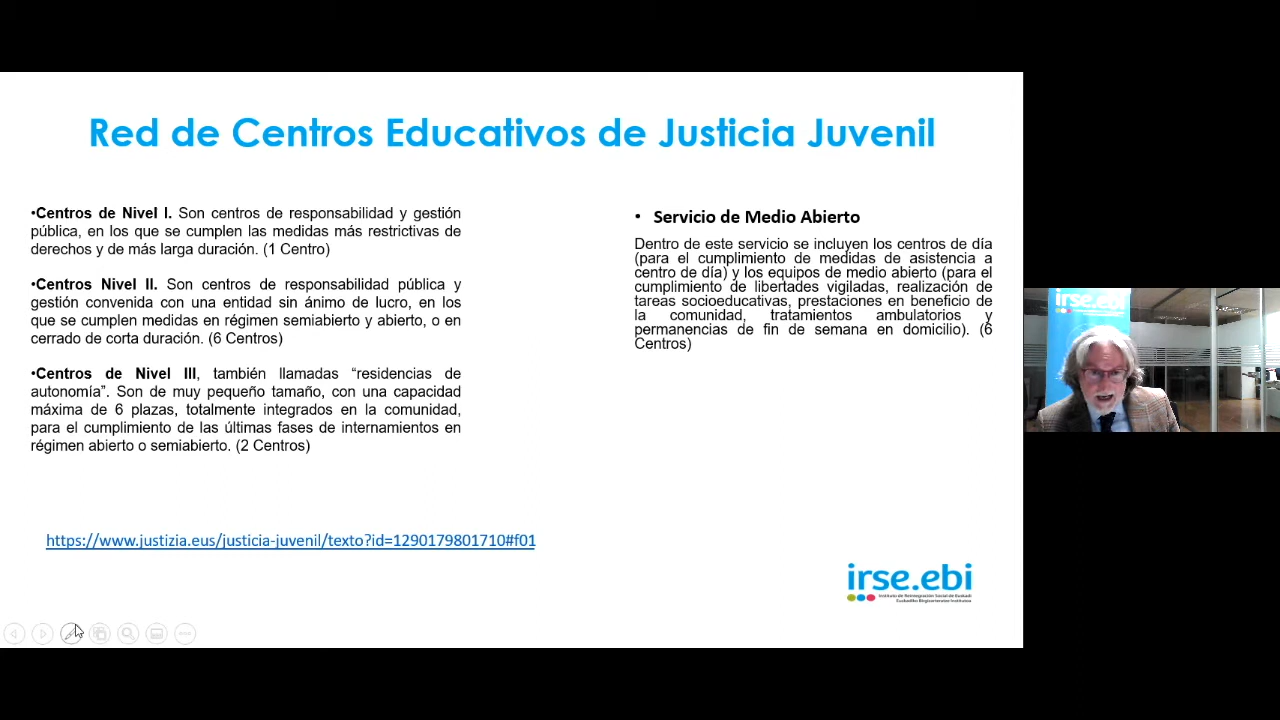 Red de Centros Educativos de Justicia Juvenil
•Centros de Nivel I. Son centros de responsabilidad y gestión
pública, en los que se cumplen las medidas más restrictivas de
derechos y de más larga duración. (1 Centro)
Centros Nivel II. Son centros de responsabilidad pública y
gestión convenida con una entidad sin ánimo de lucro, en los
que se cumplen medidas en régimen semiabierto y abierto, o en
cerrado de corta duración. (6 Centros)
•Centros de Nivel III, también llamadas “residencias de
autonomía”. Son de muy pequeño tamaño, con una capacidad
máxima de 6 plazas, totalmente integrados en la comunidad,
para el cumplimiento de las últimas fases de internamientos en
régimen abierto o semiabierto. (2 Centros)
• Servicio de Medio Abierto
Dentro de este servicio se incluyen los centros de día
(para el cumplimiento de medidas de asistencia a
centro de día) y los equipos de medio abierto (para el
cumplimiento de libertades vigiladas, realización de
tareas socioeducativas, prestaciones en beneficio de
la comunidad, tratamientos ambulatorios y
permanencias de fin de semana en domicilio). (6
Centros)
https://www.justizia.eus/justicia-juvenil/texto?id=1290179801710#f01
irse.ebi
Instituto de Reintegración Social de Euskadi
Euskadiko Birgizarteratze Institutua
irse.ebi